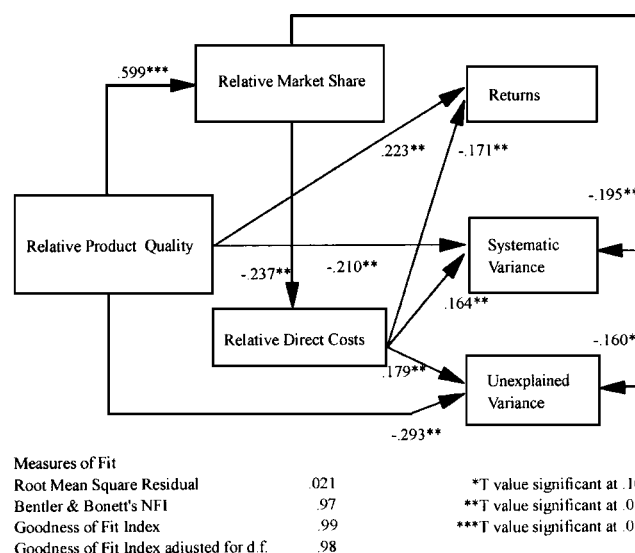 .599***
Relative Market Share
Returns
.223**
-.171**
-.195**
Relative Product Quality
Systematic
Variance
-.210**
-.237**
.164**
Relative Direct Costs
-.160*
.179**
Unexplained
Variance
-.293**
Measures of Fit
Root Mean Square Residual .021 *T value significant at .1
Bentler & Bonett's NFI .97 **T value significant at .0
Goodness of Fit Index .99 ***T value significant at .0
Goodness of Fit Index adjusted for d.f. .98